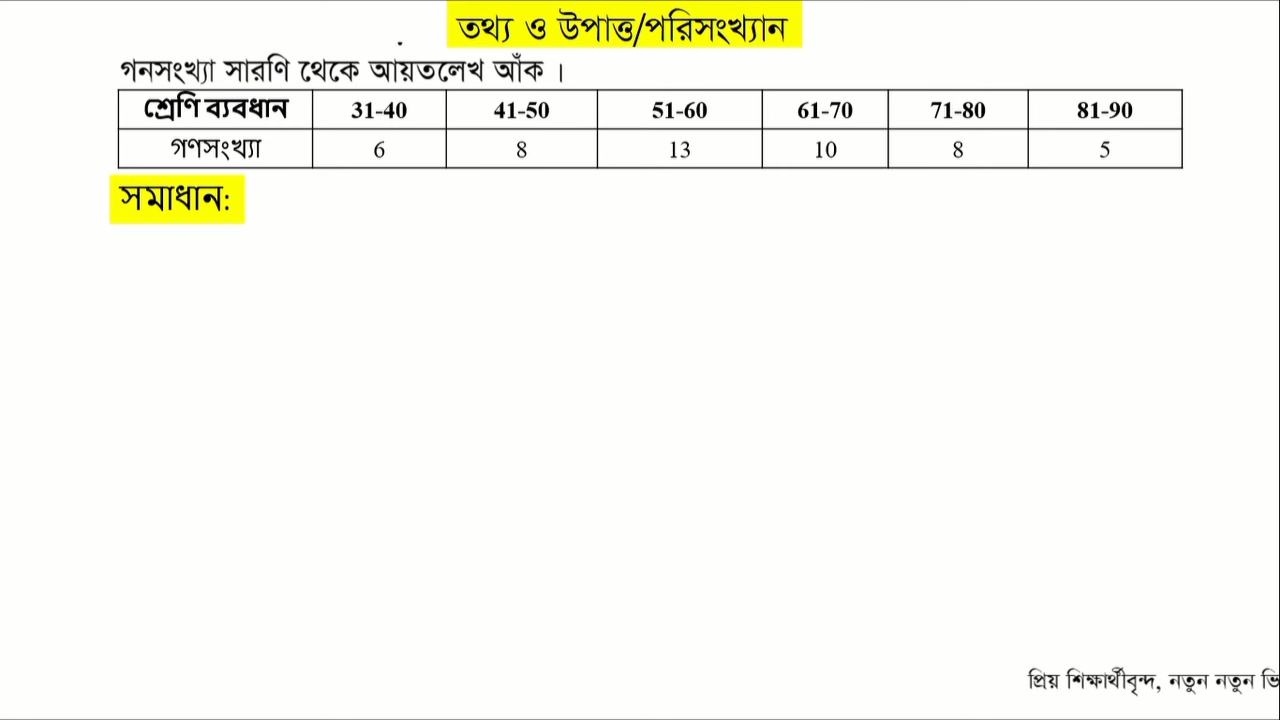 তথ্য ও উপাত্ত/পরিসংখ্যান
গনসংখ্যা সারণি থেকে আয়তলেখ আঁক ।
শ্রেণি ব্যবধান 31-40 41-50 51-60 61-70 71-80 81-90
গণসংখ্যা 6 8 13 10 8 5
সমাধান:
প্রিয় শিক্ষার্থীবৃন্দ, নতুন নতুন ভি